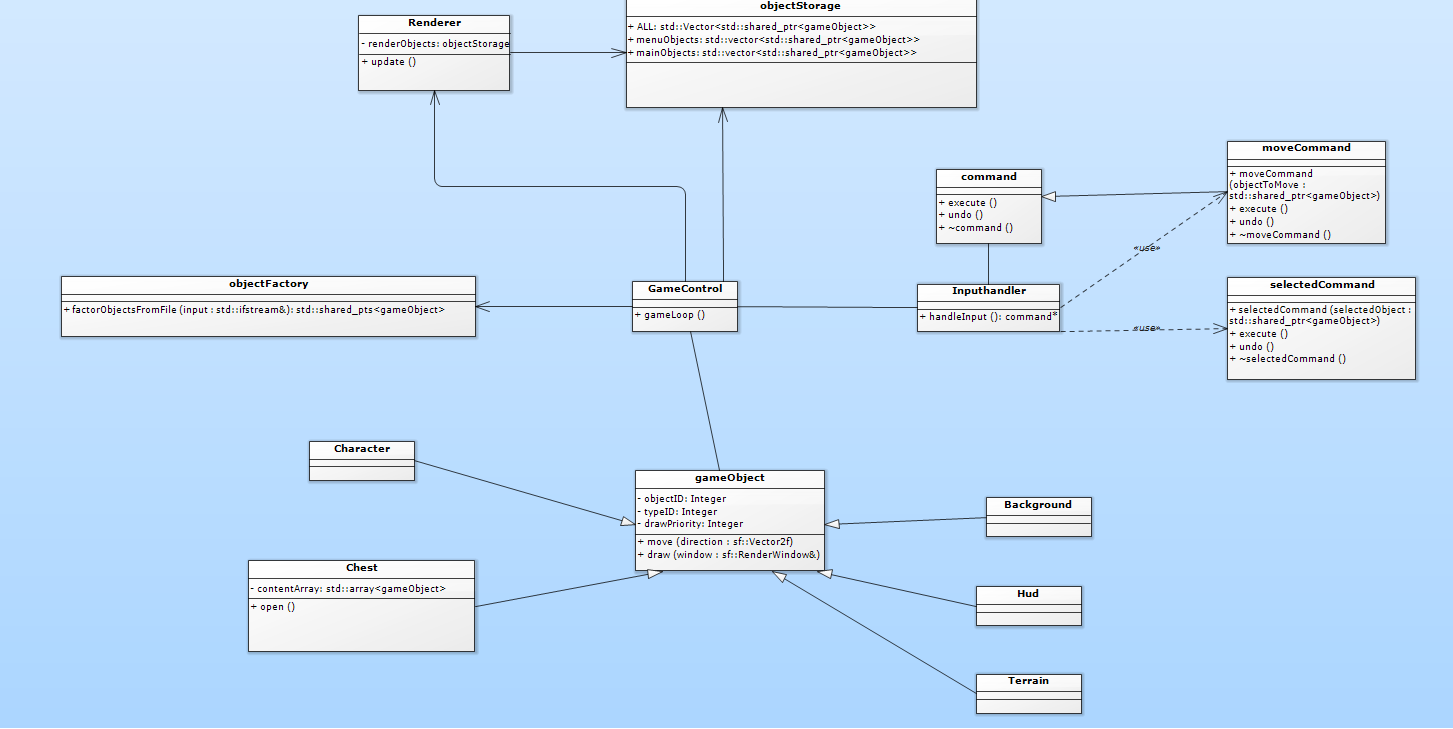 objectStorage
+ ALL: std::Vector<std::shared_ptr<gameObject>>
+ menuObjects: std::vector<std::shared_ptr<gameObject>>
+ mainObjects: std::vector<std::shared_ptr<gameObject>>
Renderer
- renderObjects: objectStorage
+ update ()
command
+ execute ()
+ undo ()
+ ~command ()
moveCommand
+ moveCommand
(objectToMove :
std::shared_ptr<gameObject>)
+ execute ()
+ undo ()
+ ~moveCommand ()
«use»
objectFactory
+ factorObjectsFromFile (input : std::ifstream&): std::shared_pts<gameObject>
GameControl
+ gameLoop ()
Inputhandler
+ handleInput (): command*
«use»
selectedCommand
+ selectedCommand (selectedObject :
std::shared_ptr<gameObject>)
+ execute ()
+ undo ()
+ ~selectedCommand ()
Character
gameObject
- objectID: Integer
- typeID: Integer
- drawPriority: Integer
+ move (direction : sf::Vector2f)
+ draw (window : sf::RenderWindow&)
Background
Chest
- contentArray: std::array<gameObject>
+ open ()
Hud
Terrain